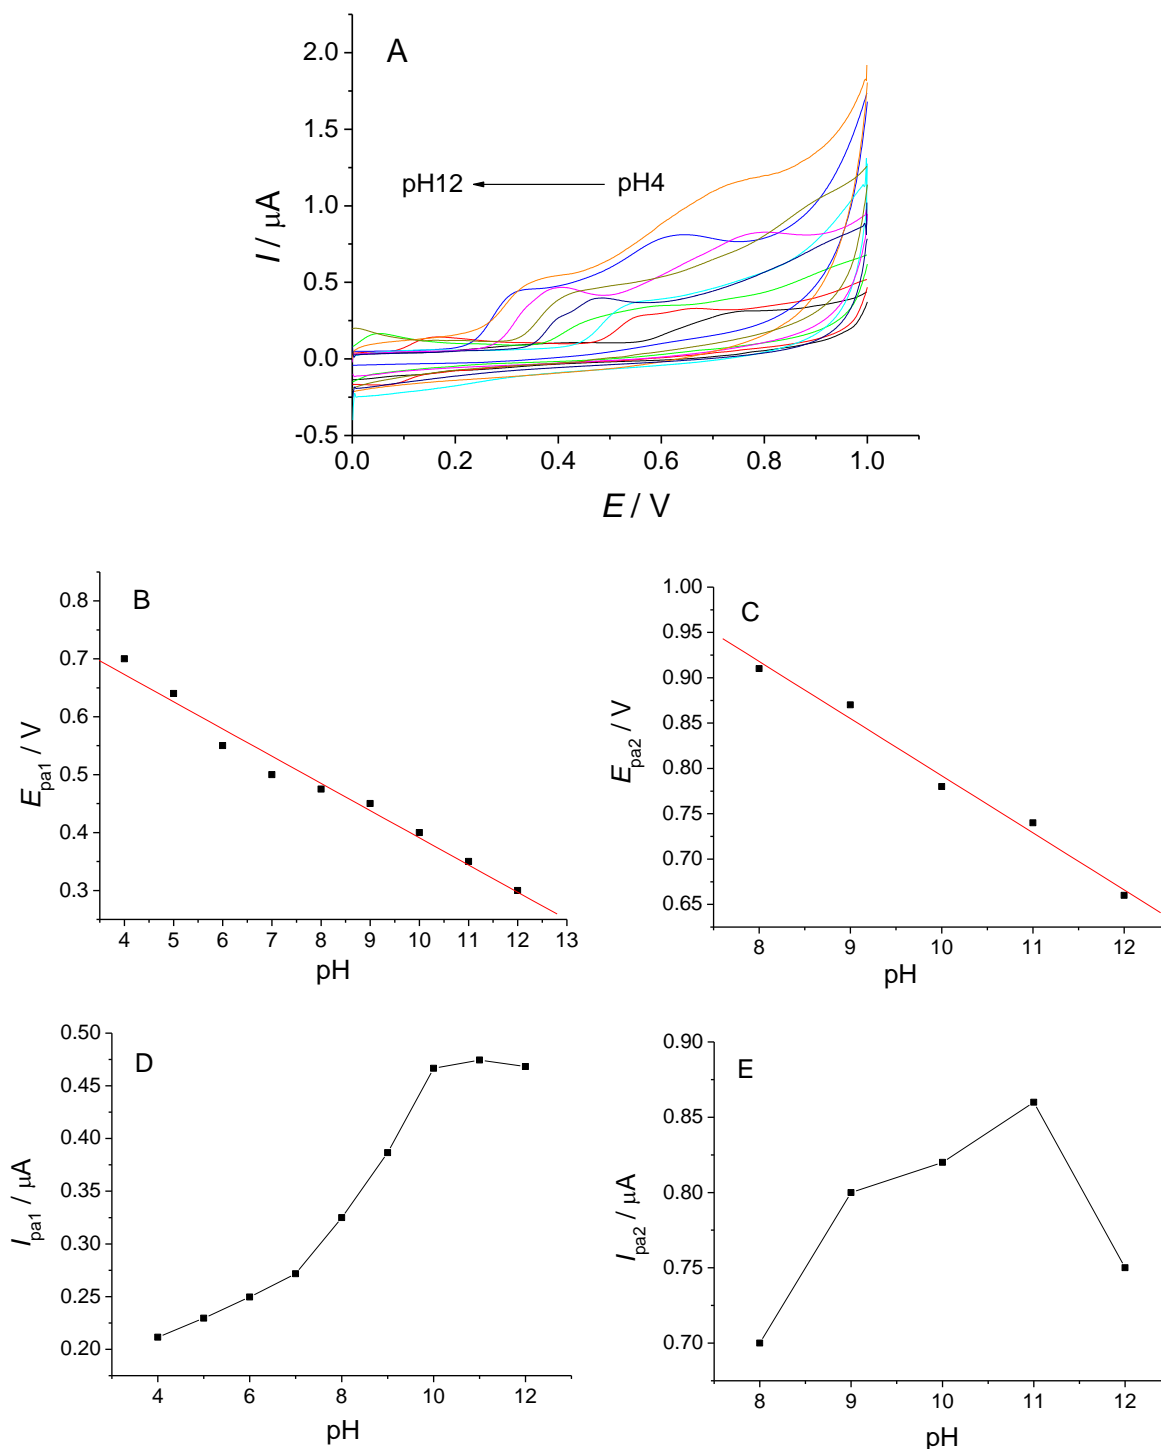 A
2.0
1.5
pH12
pH4
1.0
I / μA
0.5
0.0
-0.5
0.0 0.2 0.4 0.6 0.8 1.0
E / V
B
0.8
0.7
0.6
0.5
0.4
0.3
Epa1 / V
4 5 6 7 8 9 10 11 12 13
pH
C
1.00
0.95
0.90
0.85
0.80
0.75
0.70
0.65
Epa2 / V
8 9 10 11 12
pH
D
0.50
0.45
0.40
0.35
0.30
0.25
0.20
Ipa1 / μA
4 6 8 10 12
pH
E
0.90
0.85
0.80
0.75
0.70
Ipa2 / μA
8 9 10 11 12
pH